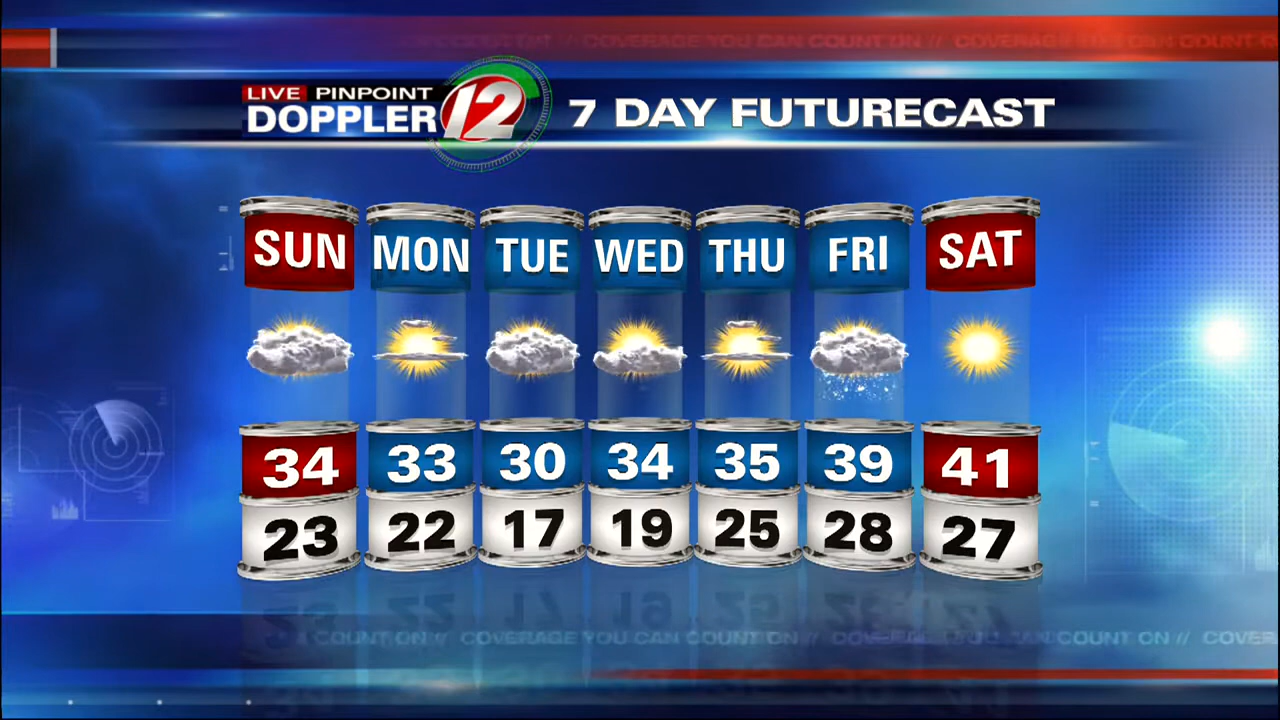 COVERAGE YOU CAN COUNT ON // COVERAGE YOU CAN COUNT
LIVE PINPOINT
DOPPLER 12
7 DAY FUTURECAST
SUN MON TUE WED THU FRI SAT
34 33 30 34 35 39 41
23 22 17 19 25 28 27
COUNT ON // COVERAGE YOU CAN COUNT ON // COVERAGE YOU CAN COUNT ON // COVER